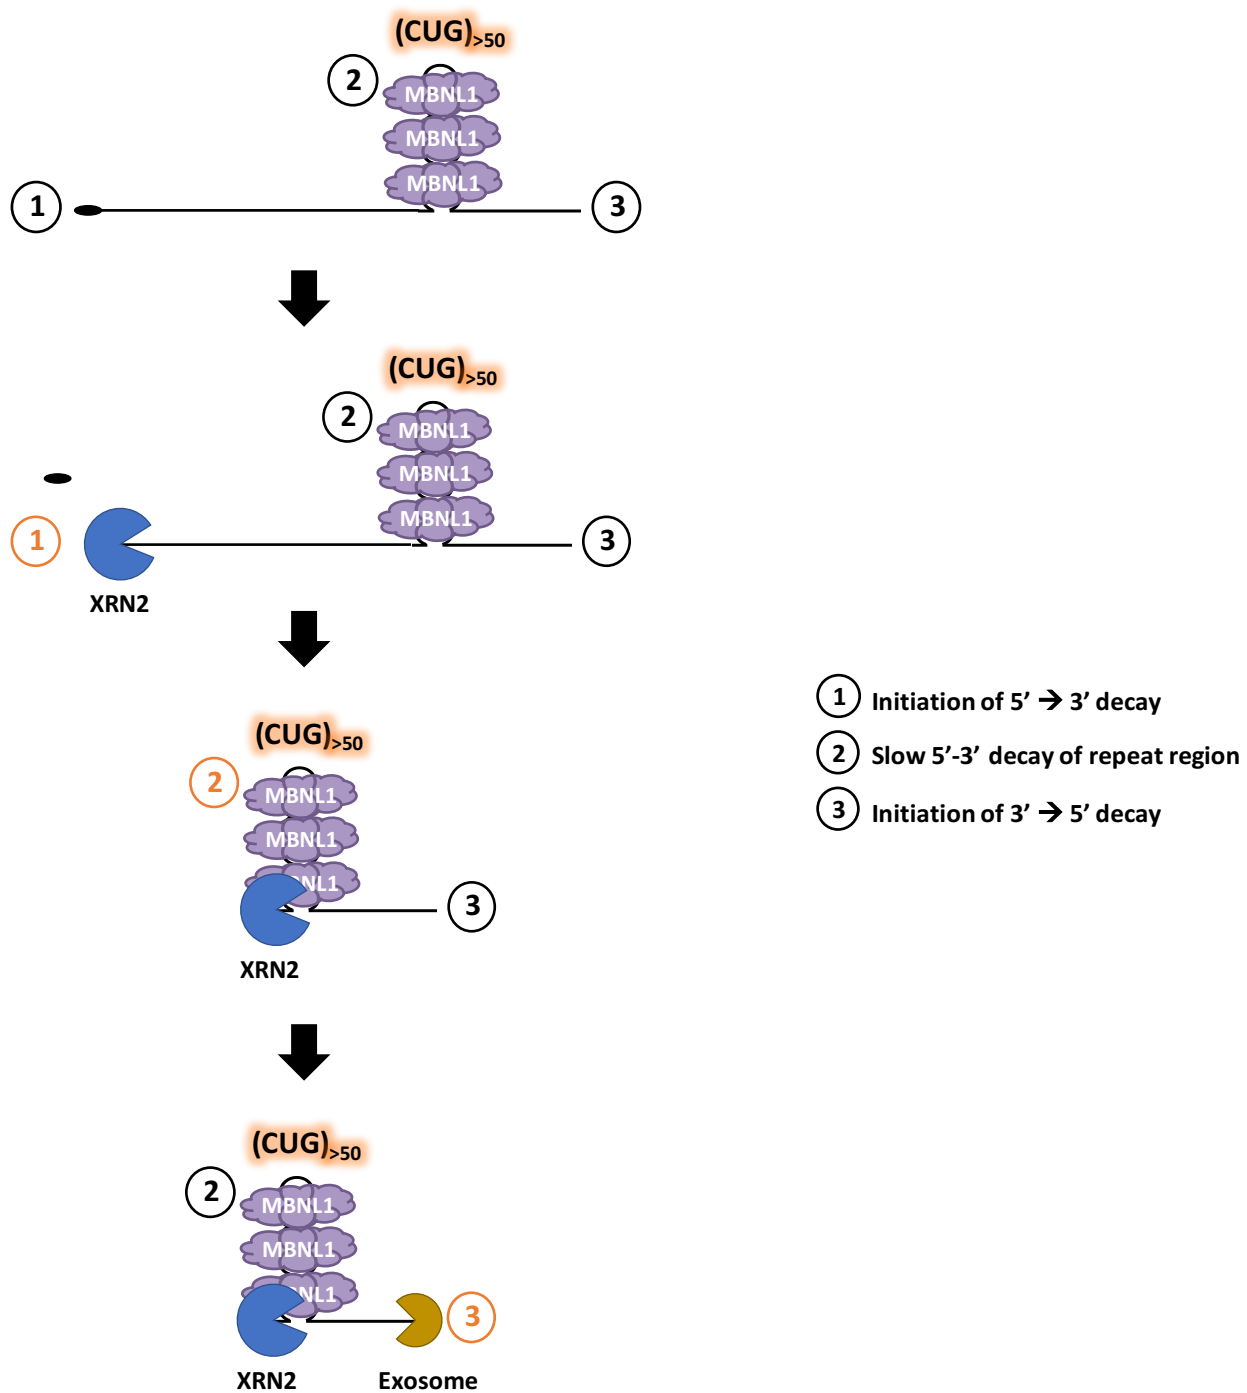 (CUG)>50
2
MBNL1
MBNL1
MBNL1
1
3
(CUG)>50
2
MBNL1
MBNL1
MBNL1
1
3
XRN2
(CUG)>50
2
MBNL1
MBNL1
NL1
3
XRN2
1 Initiation of 5’ → 3’ decay
2 Slow 5’-3’ decay of repeat region
3 Initiation of 3’ → 5’ decay
(CUG)>50
2
MBNL1
MBNL1
NL1
3
XRN2 Exosome